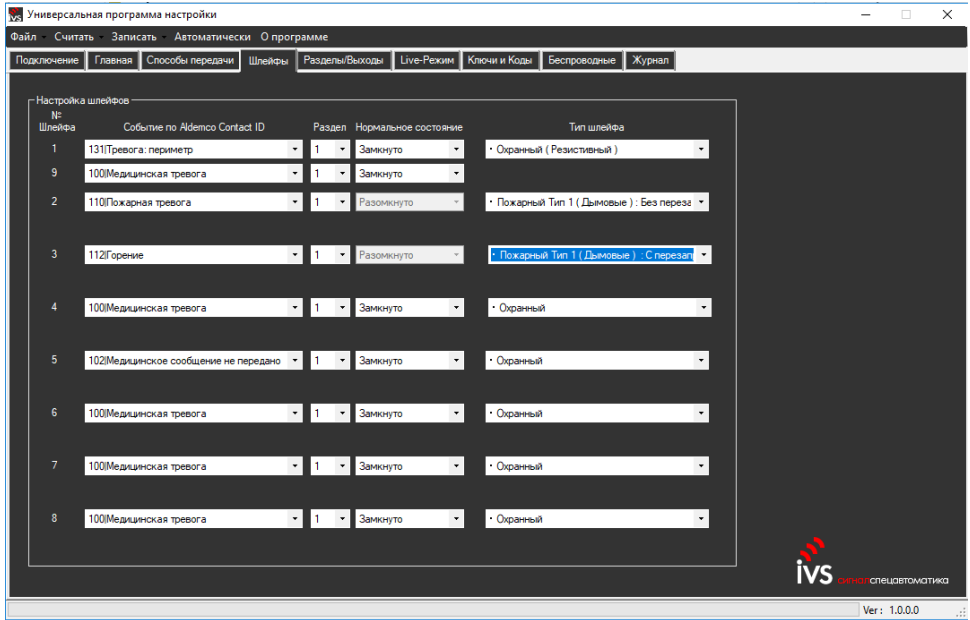 Универсальная программа настройки
Файл Считать Записать Автоматически О программе
Подключение Главная Способы передачи Шлейфы Разделы/Выходы Live-Режим Ключи и Коды Беспроводные Журнал
Настройка шлейфов
№
Шлейфа Событие по Aldemco Contact ID Раздел Нормальное состояние Тип шлейфа
1 131|Тревога: периметр 1 Замкнуто • Охранный ( Резистивный )
9 100|Медицинская тревога 1 Замкнуто
2 110|Пожарная тревога 1 Разомкнуто • Пожарный Тип 1 ( Дымовые ) : Без переза
3 112|Горение 1 Разомкнуто • Пожарный Тип 1 ( Дымовые ) : С перезап
4 100|Медицинская тревога 1 Замкнуто • Охранный
5 102|Медицинское сообщение не передано 1 Замкнуто • Охранный
6 100|Медицинская тревога 1 Замкнуто • Охранный
7 100|Медицинская тревога 1 Замкнуто • Охранный
8 100|Медицинская тревога 1 Замкнуто • Охранный
ivs сигналспецавтоматика
Ver : 1.0.0.0